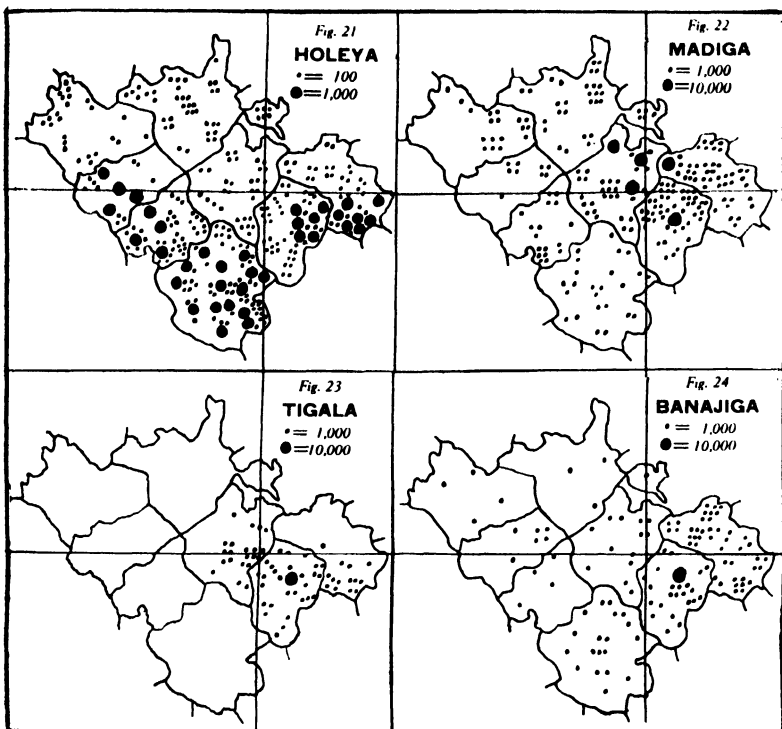 Fig. 21
HOLEYA
• = 100
●=1,000
Fig. 22
MADIGA
• = 1,000
●=10,000
Fig. 23
TIGALA
• = 1,000
●=10,000
Fig. 24
BANAJIGA
• = 1,000
●= 10,000